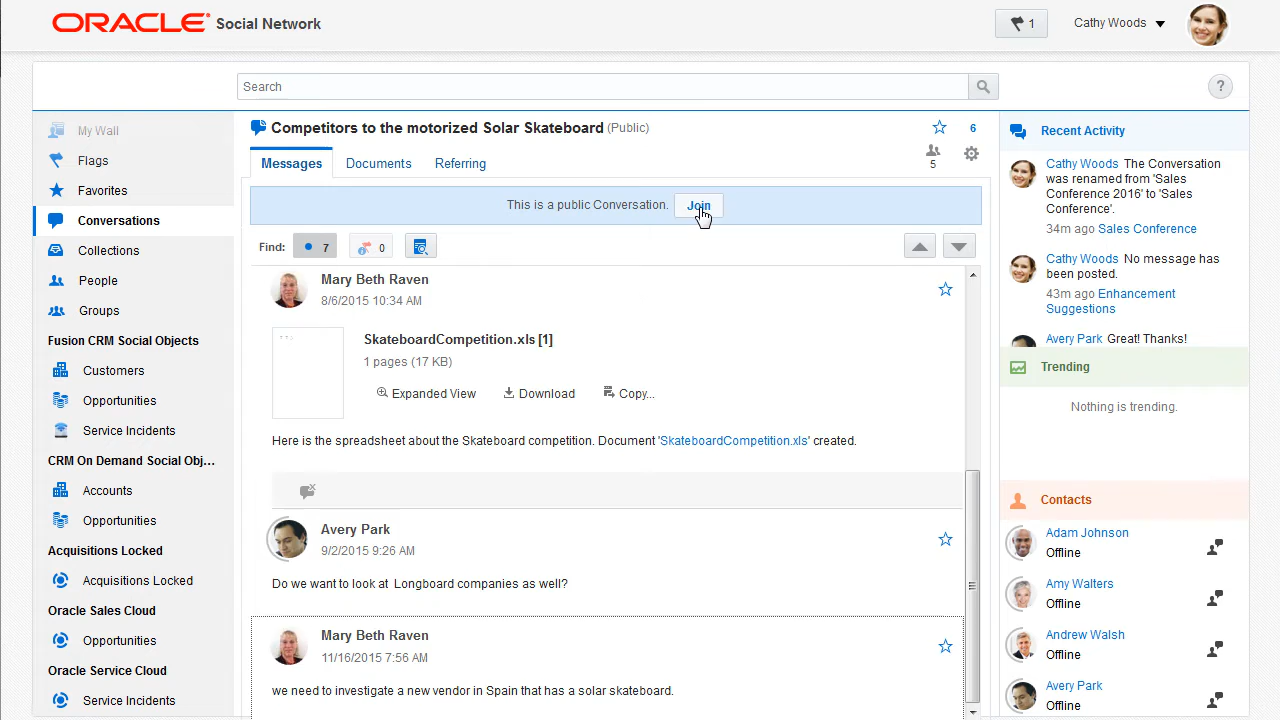 ORACLE Social Network
1
Cathy Woods
Search
?
My Wall
Flags
Favorites
Conversations
Collections
People
Groups
Fusion CRM Social Objects
Customers
Opportunities
Service Incidents
CRM On Demand Social Obj...
Accounts
Opportunities
Acquisitions Locked
Acquisitions Locked
Oracle Sales Cloud
Opportunities
Oracle Service Cloud
Service Incidents
Competitors to the motorized Solar Skateboard (Public)
6
Messages Documents Referring
5
This is a public Conversation. Join
Find: 7 0
Mary Beth Raven
8/6/2015 10:34 AM
SkateboardCompetition.xls [1]
1 pages (17 KB)
Expanded View Download Copy...
Here is the spreadsheet about the Skateboard competition. Document 'SkateboardCompetition.xls' created.
Avery Park
9/2/2015 9:26 AM
Do we want to look at Longboard companies as well?
Mary Beth Raven
11/16/2015 7:56 AM
we need to investigate a new vendor in Spain that has a solar skateboard.
Recent Activity
Cathy Woods The Conversation
was renamed from 'Sales
Conference 2016' to 'Sales
Conference'.
34m ago Sales Conference
Cathy Woods No message has
been posted.
43m ago Enhancement
Suggestions
Avery Park Great! Thanks!
Trending
Nothing is trending.
Contacts
Adam Johnson
Offline
Amy Walters
Offline
Andrew Walsh
Offline
Avery Park
Offline